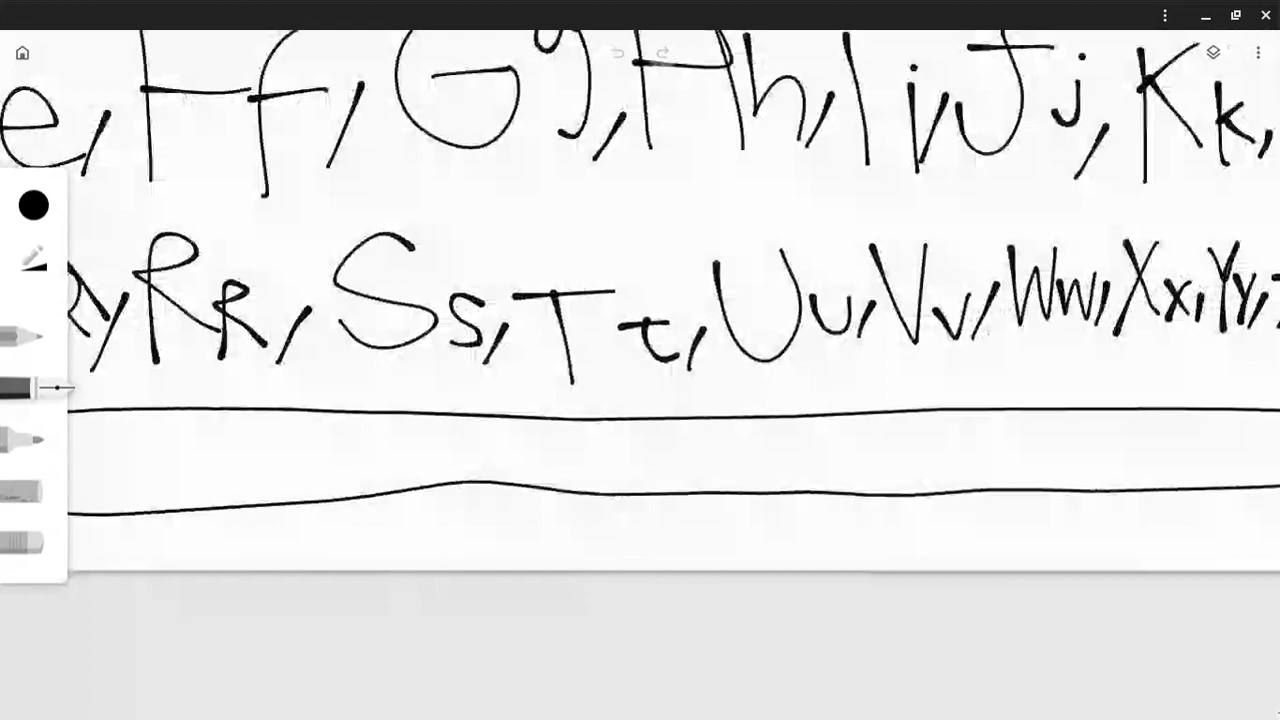 e, Ff, Gg, Hh, Ii, Jj, Kk,
RR, Ss, Tt, Uu, Vv, Ww, Xx, Yy,